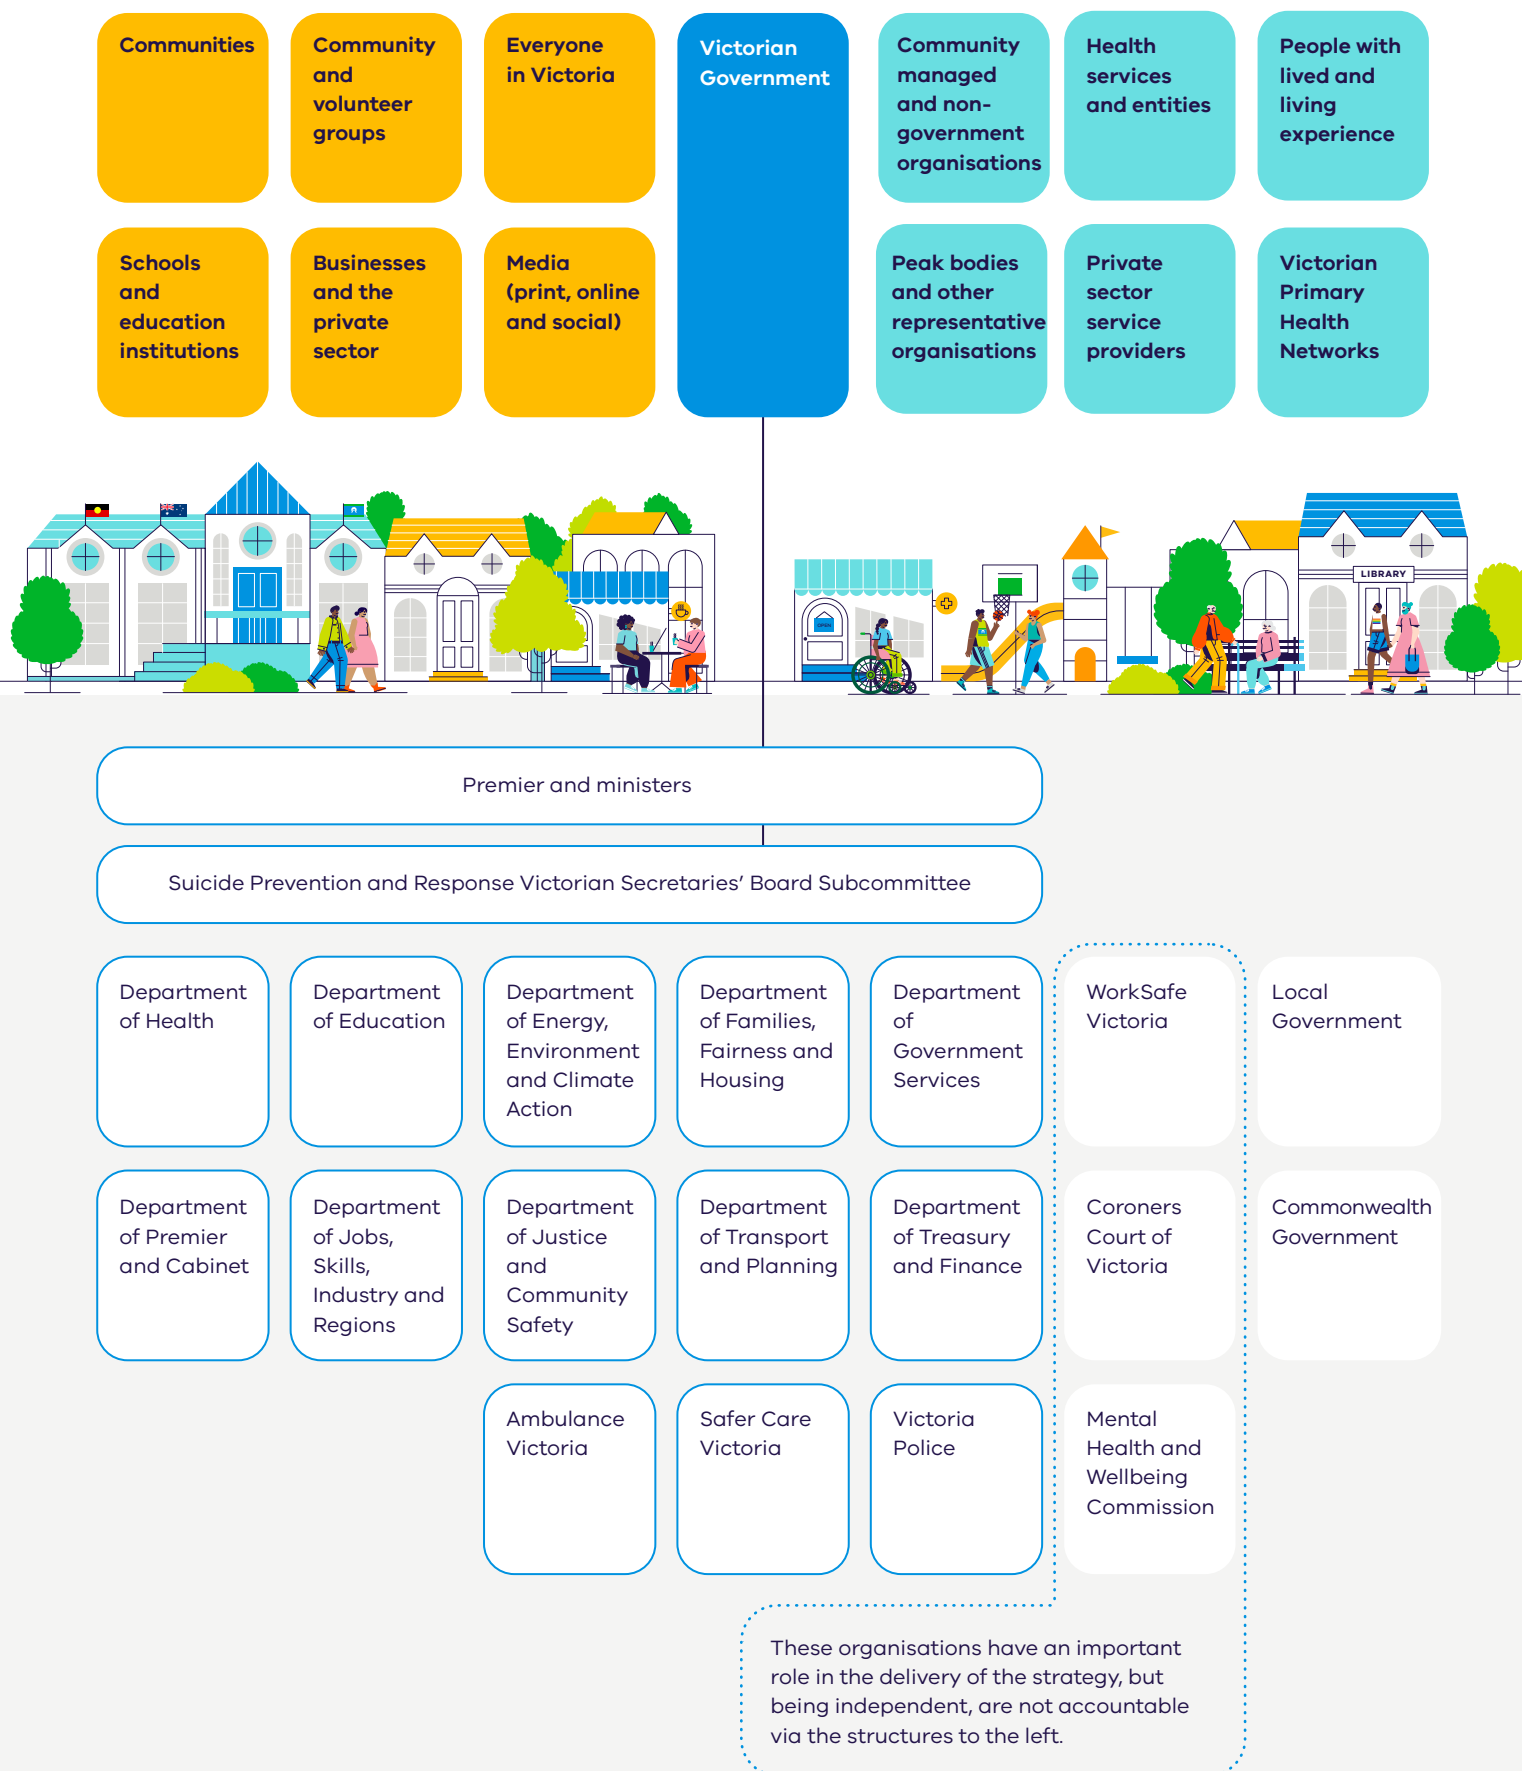 Communities
Community
and
volunteer
groups
Everyone
in Victoria
Victorian
Government
Community
managed
and non-
government
organisations
Health
services
and entities
People with
lived and
living
experience
Schools
and
education
institutions
Businesses
and the
private
sector
Media
(print, online
and social)
Peak bodies
and other
representative
organisations
Private
sector
service
providers
Victorian
Primary
Health
Networks
LIBRARY
OPEN
Premier and ministers
Suicide Prevention and Response Victorian Secretaries’ Board Subcommittee
Department
of Health
Department
of Education
Department
of Energy,
Environment
and Climate
Action
Department
of Families,
Fairness and
Housing
Department
of
Government
Services
WorkSafe
Victoria
Local
Government
Department
of Premier
and Cabinet
Department
of Jobs,
Skills,
Industry and
Regions
Department
of Justice
and
Community
Safety
Department
of Transport
and Planning
Department
of Treasury
and Finance
Coroners
Court of
Victoria
Commonwealth
Government
Ambulance
Victoria
Safer Care
Victoria
Victoria
Police
Mental
Health and
Wellbeing
Commission
These organisations have an important
role in the delivery of the strategy, but
being independent, are not accountable
via the structures to the left.